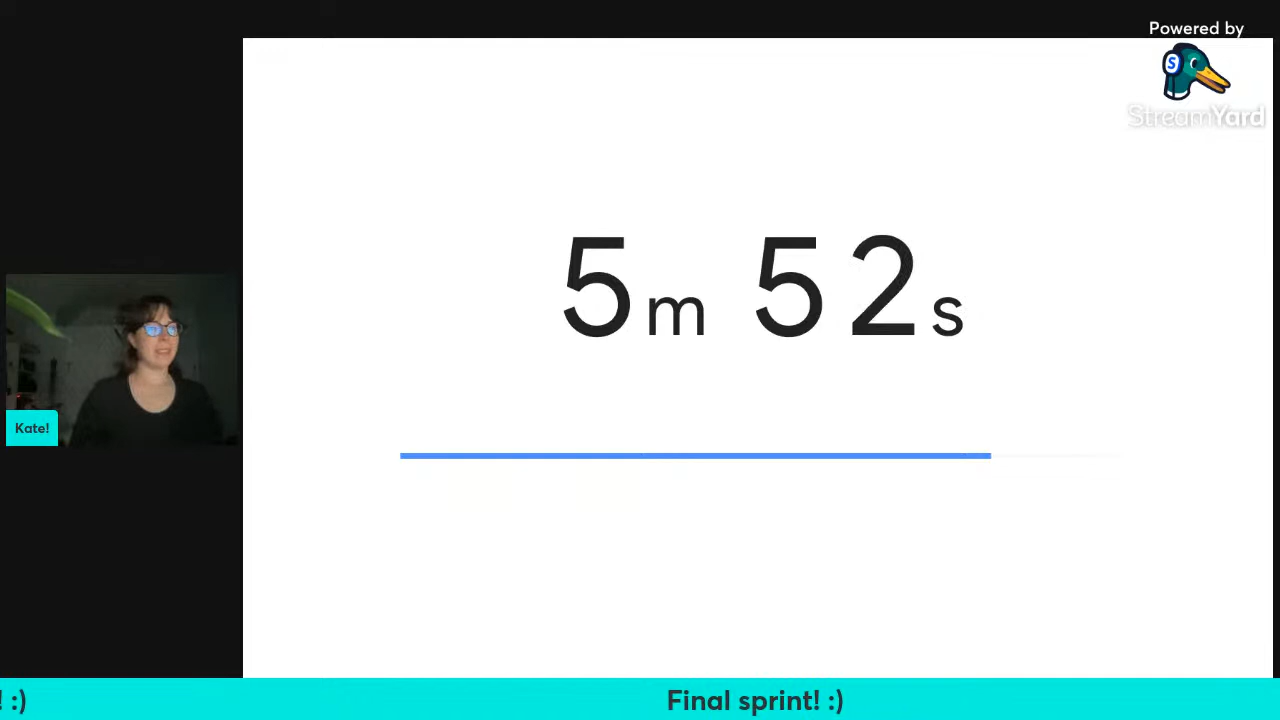 Powered by
S
StreamYard
5m 52s
Kate!
! :)
Final sprint! :)